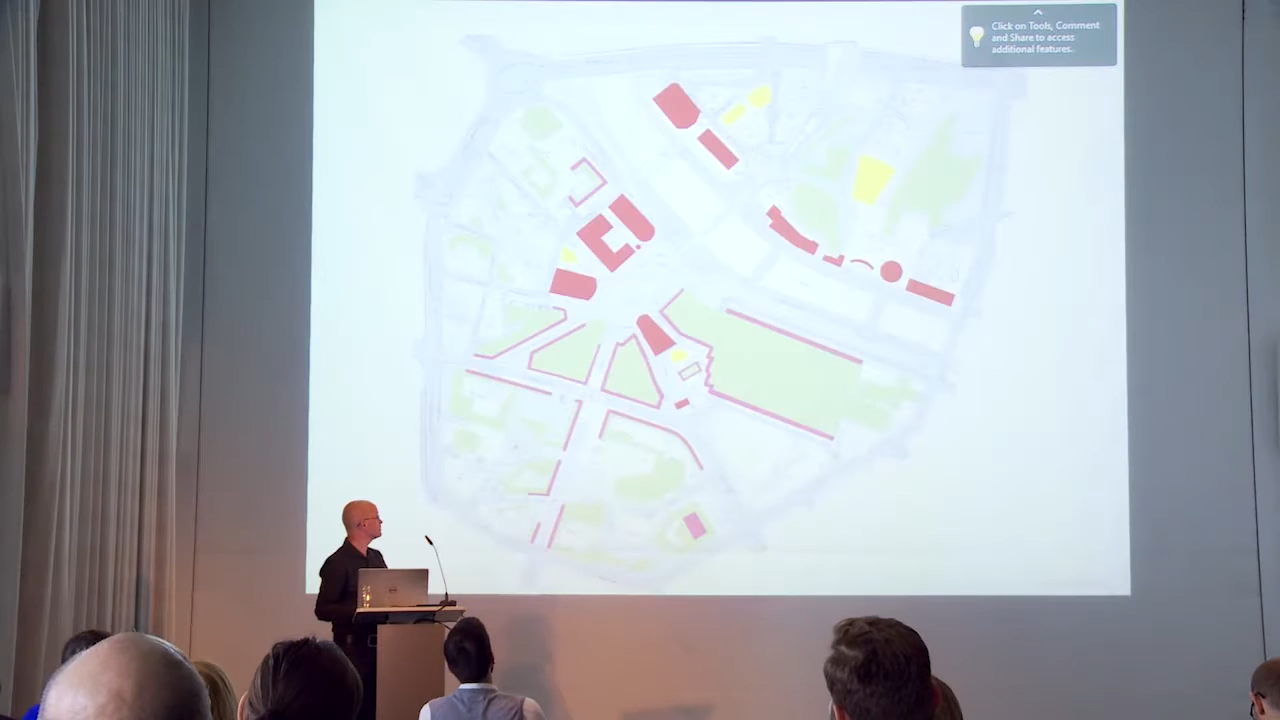 Click on Tools, Comment
and Share to access
additional features.